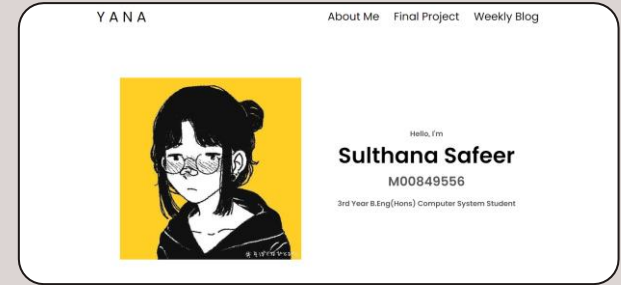 YANA
About Me Final Project Weekly Blog
Hello, I'm
Sulthana Safeer
M00849556
3rd Year B.Eng(Hons) Computer System Student